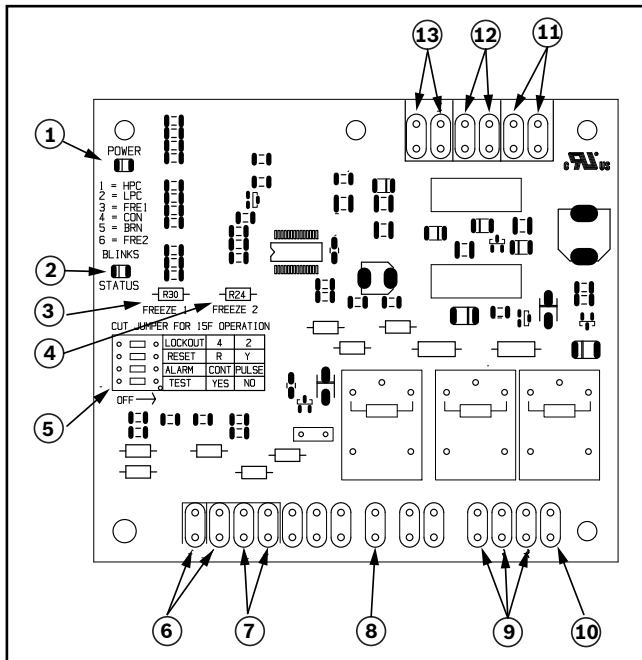 13 12 11
1
POWER
1 = HPC
2 = LPC
3 = FRE1
4 = CON
5 = BRN
6 = FRE2
BLINKS
2
STATUS
R30 R24
3 FREEZE 1 FREEZE 2
4
CUT JUMPER FOR 15F OPERATION
LOCKOUT 4 2
RESET R Y
ALARM CONT PULSE
TEST YES NO
OFF
5
C RU US
6 7 8 9 10